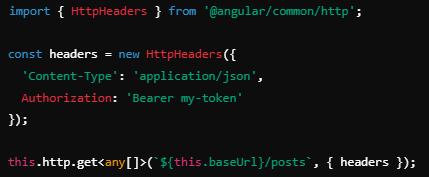 import { HttpHeaders } from '@angular/common/http';
const headers = new HttpHeaders({
  'Content-Type': 'application/json',
  Authorization: 'Bearer my-token'
});
this.http.get<any[]>(`${this.baseUrl}/posts`, { headers });